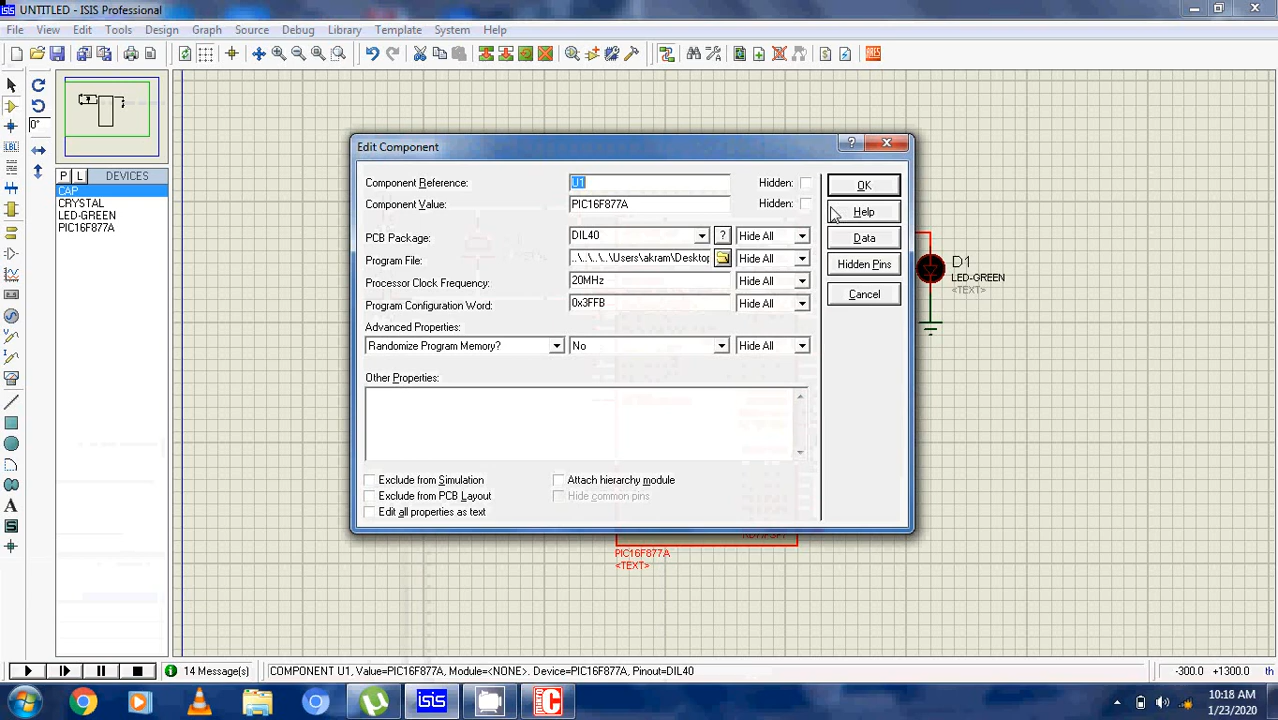 UNTITLED - ISIS Professional
File View Edit Tools Design Graph Source Debug Library Template System Help
ARES
0°
LBL
P L DEVICES
CAP
CRYSTAL
LED-GREEN
PIC16F877A
A
S
Edit Component
?
Component Reference: U1 Hidden: OK
Component Value: PIC16F877A Hidden: Help
PCB Package: DIL40 ? Hide All Data
Program File: ..\..\..\..\Users\akram\Desktop Hide All Hidden Pins
Processor Clock Frequency: 20MHz Hide All Cancel
Program Configuration Word: 0x3FFB Hide All
Advanced Properties:
Randomize Program Memory? No Hide All
Other Properties:
Exclude from Simulation Attach hierarchy module
Exclude from PCB Layout Hide common pins
Edit all properties as text
D1
LED-GREEN
<TEXT>
PIC16F877A
<TEXT>
14 Message(s) COMPONENT U1, Value=PIC16F877A, Module=<NONE>. Device=PIC16F877A, Pinout=DIL40 -300.0 +1300.0 th
isis
10:18 AM
1/23/2020